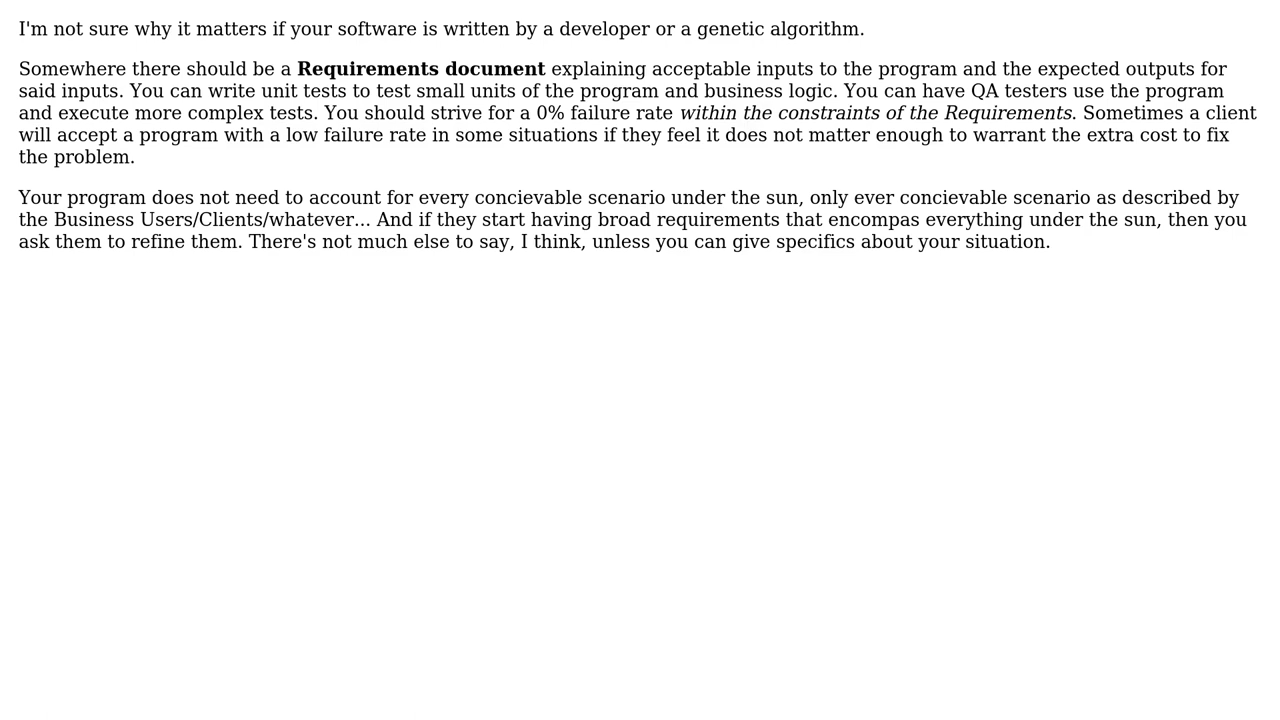 I'm not sure why it matters if your software is written by a developer or a genetic algorithm.
Somewhere there should be a Requirements document explaining acceptable inputs to the program and the expected outputs for
said inputs. You can write unit tests to test small units of the program and business logic. You can have QA testers use the program
and execute more complex tests. You should strive for a 0% failure rate within the constraints of the Requirements. Sometimes a client
will accept a program with a low failure rate in some situations if they feel it does not matter enough to warrant the extra cost to fix
the problem.
Your program does not need to account for every concievable scenario under the sun, only ever concievable scenario as described by
the Business Users/Clients/whatever... And if they start having broad requirements that encompas everything under the sun, then you
ask them to refine them. There's not much else to say, I think, unless you can give specifics about your situation.